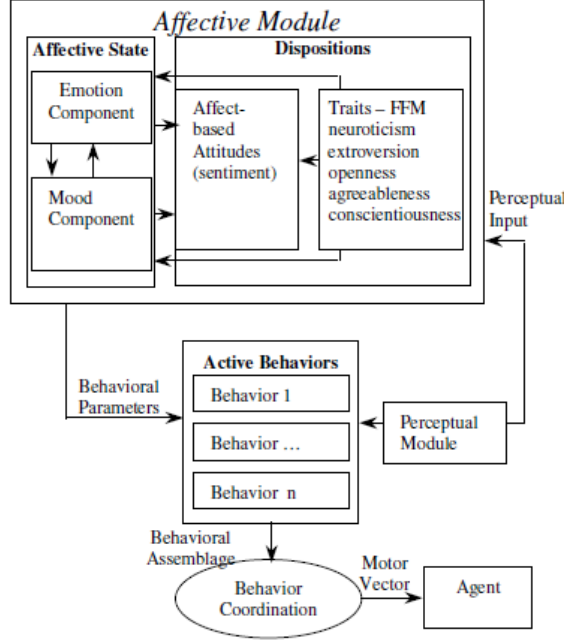 Affective Module
Affective State
Dispositions
Emotion
Component
Mood
Component
Affect-
based
Attitudes
(sentiment)
Traits – FFM
neuroticism
extroversion
openness
agreeableness
conscientiousness
Perceptual
Input
Behavioral
Parameters
Active Behaviors
Behavior 1
Behavior …
Behavior n
Perceptual
Module
Behavioral
Assemblage
Behavior
Coordination
Motor
Vector
Agent